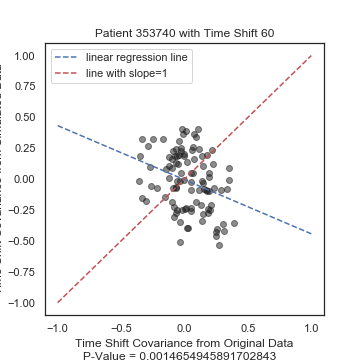 Patient 353740 with Time Shift 60
linear regression line
line with slope=1
1.00
0.75
0.50
0.25
0.00
−0.25
−0.50
−0.75
−1.00
−1.0 −0.5 0.0 0.5 1.0
Time Shift Covariance from Original Data
P-Value = 0.0014654945891702843